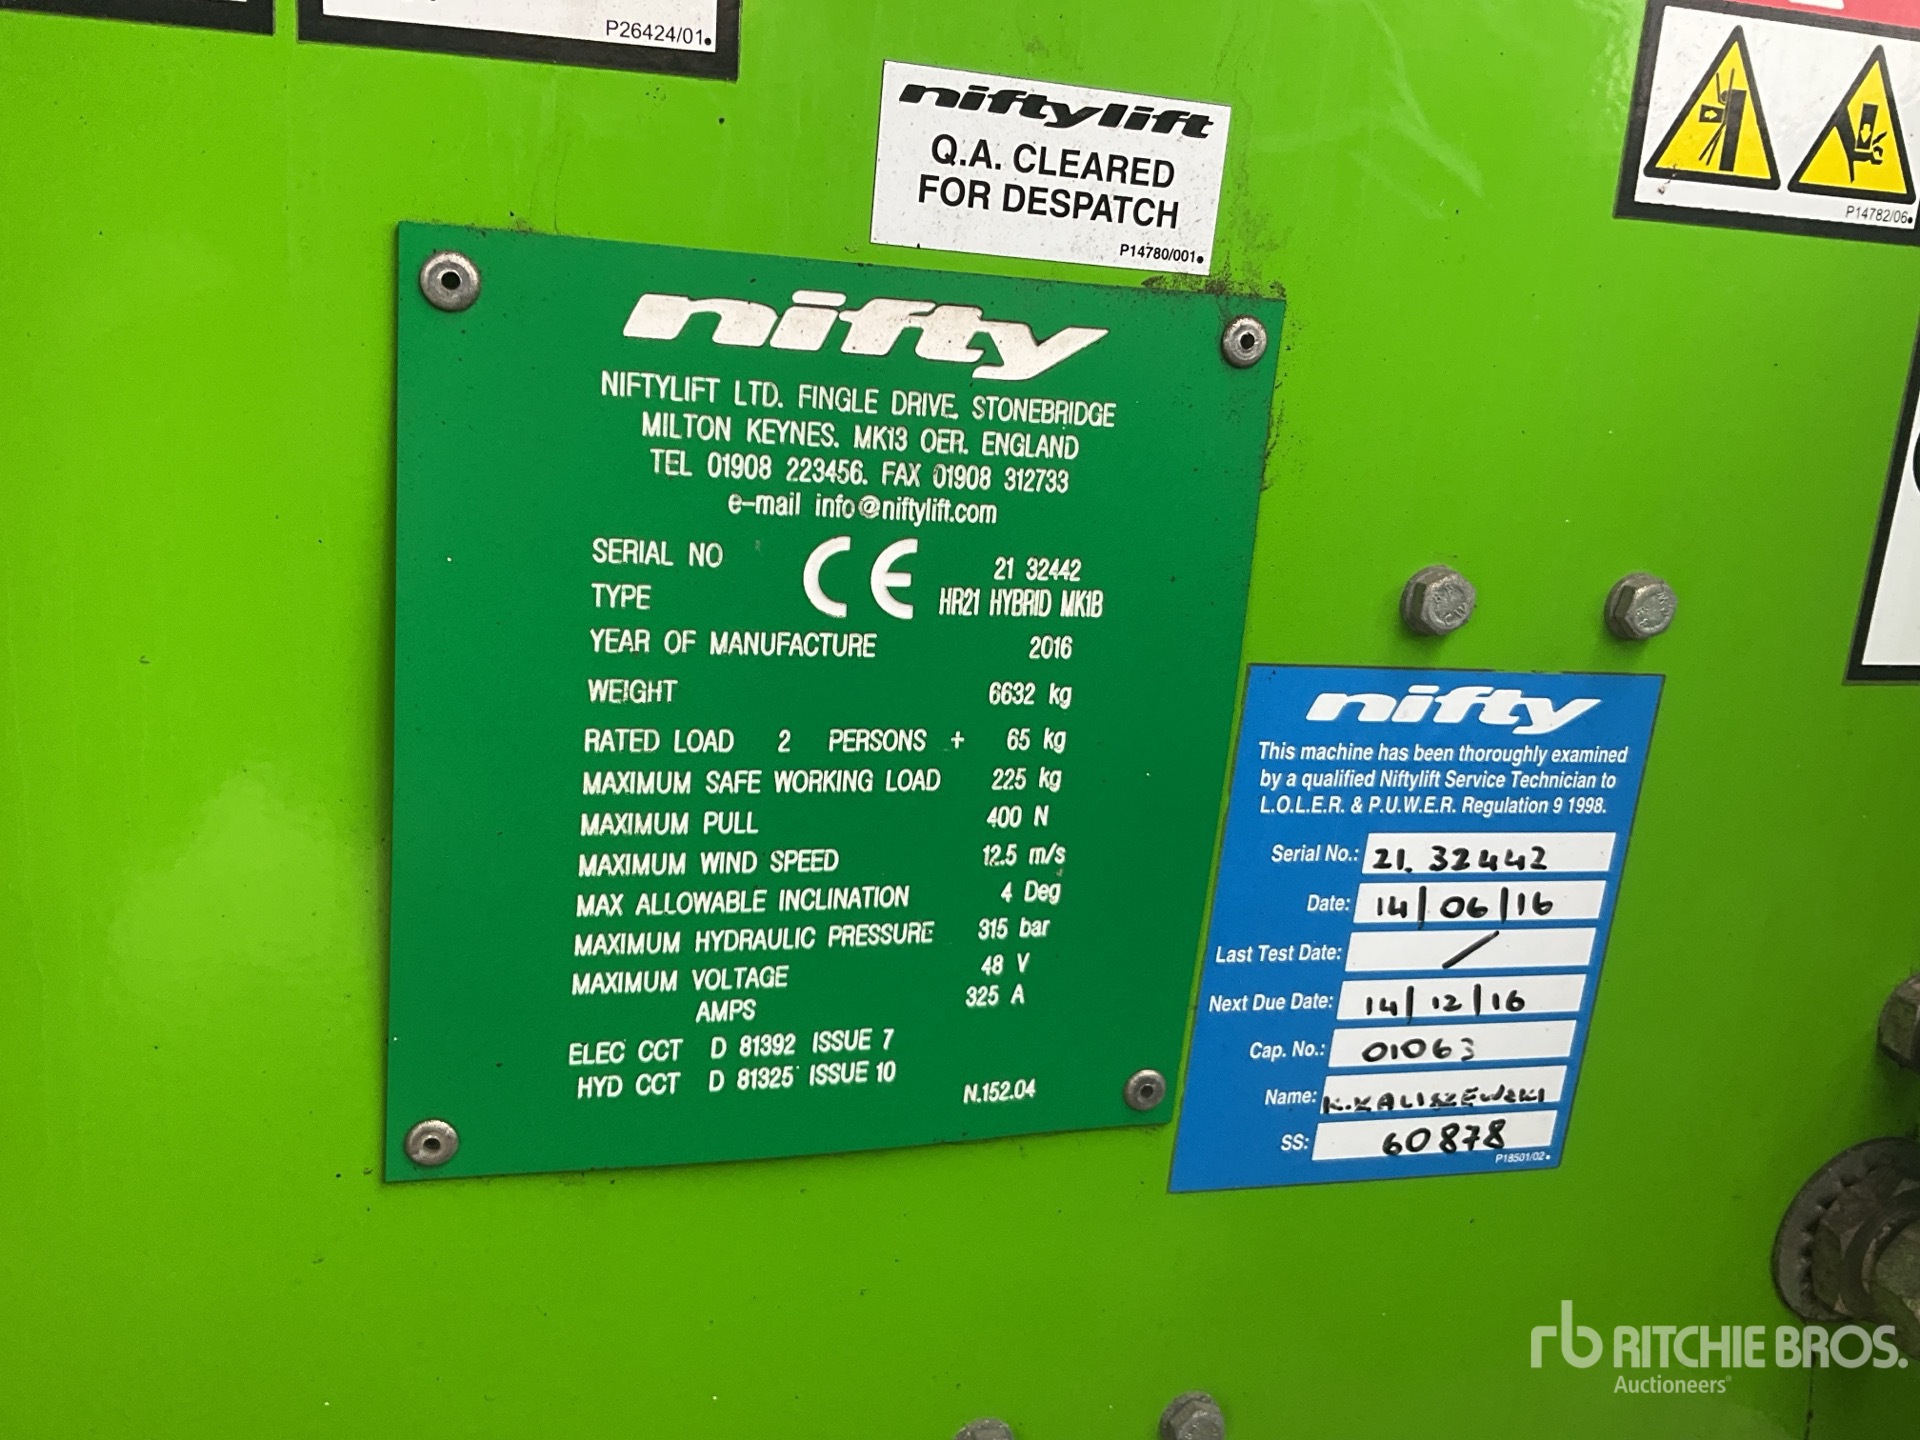 P26424/01
niftylift
Q.A. CLEARED
FOR DESPATCH
P14780/001
P14782/06
nifty
NIFTYLIFT LTD. FINGLE DRIVE. STONEBRIDGE
MILTON KEYNES. MK13 OER. ENGLAND
TEL 01908 223456. FAX 01908 312733
e-mail info@niftylift.com
SERIAL NO CE 21 32442
TYPE HR21 HYBRID MK1B
YEAR OF MANUFACTURE 2016
WEIGHT 6632 kg
RATED LOAD 2 PERSONS + 65 kg
MAXIMUM SAFE WORKING LOAD 225 kg
MAXIMUM PULL 400 N
MAXIMUM WIND SPEED 12.5 m/s
MAX ALLOWABLE INCLINATION 4 Deg
MAXIMUM HYDRAULIC PRESSURE 315 bar
MAXIMUM VOLTAGE 48 V
AMPS 325 A
ELEC CCT D 81392 ISSUE 7
HYD CCT D 81325 ISSUE 10
N.152.04
nifty
This machine has been thoroughly examined
by a qualified Niftylift Service Technician to
L.O.L.E.R. & P.U.W.E.R. Regulation 9 1998.
Serial No.: 21.32442
Date: 14/06/16
Last Test Date: /
Next Due Date: 14/12/16
Cap. No.: 01063
Name: K.KALISZEWSKI
SS: 60878
P18501/02
rb RITCHIE BROS.
Auctioneers